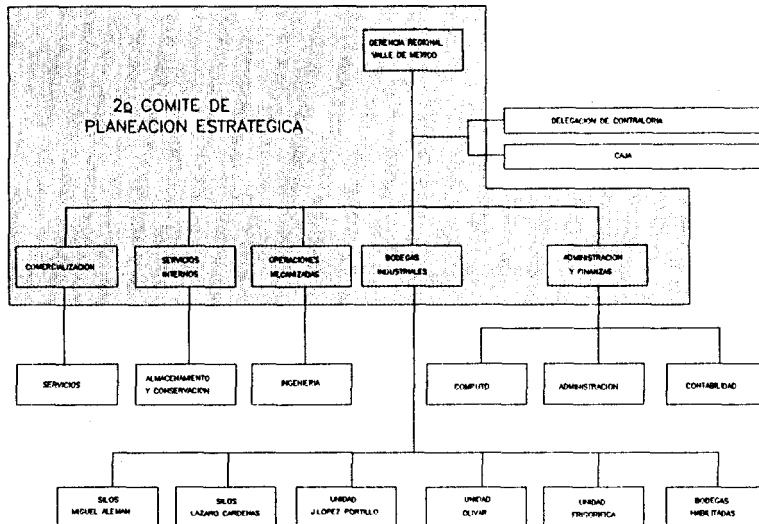 GERENCIA REGIONAL
VALLE DE MEXICO
2o COMITE DE
PLANEACION ESTRATEGICA
DELEGACION DE CONTRALORIA
CAJA
COMERCIALIZACION
SERVICIOS
INTERNOS
OPERACIONES
MECANIZADAS
BODEGAS
INDUSTRIALES
ADMINISTRACION
Y FINANZAS
SERVICIOS
ALMACENAMIENTO
Y CONSERVACION
INGENIERIA
COMPUTO
ADMINISTRACION
CONTABILIDAD
SILOS
MIGUEL ALEMAN
SILOS
LAZARO CARDENAS
UNIDAD
J.LOPEZ PORTILLO
UNIDAD
OLIVAR
UNIDAD
FRIGORIFICA
BODEGAS
HABILITADAS